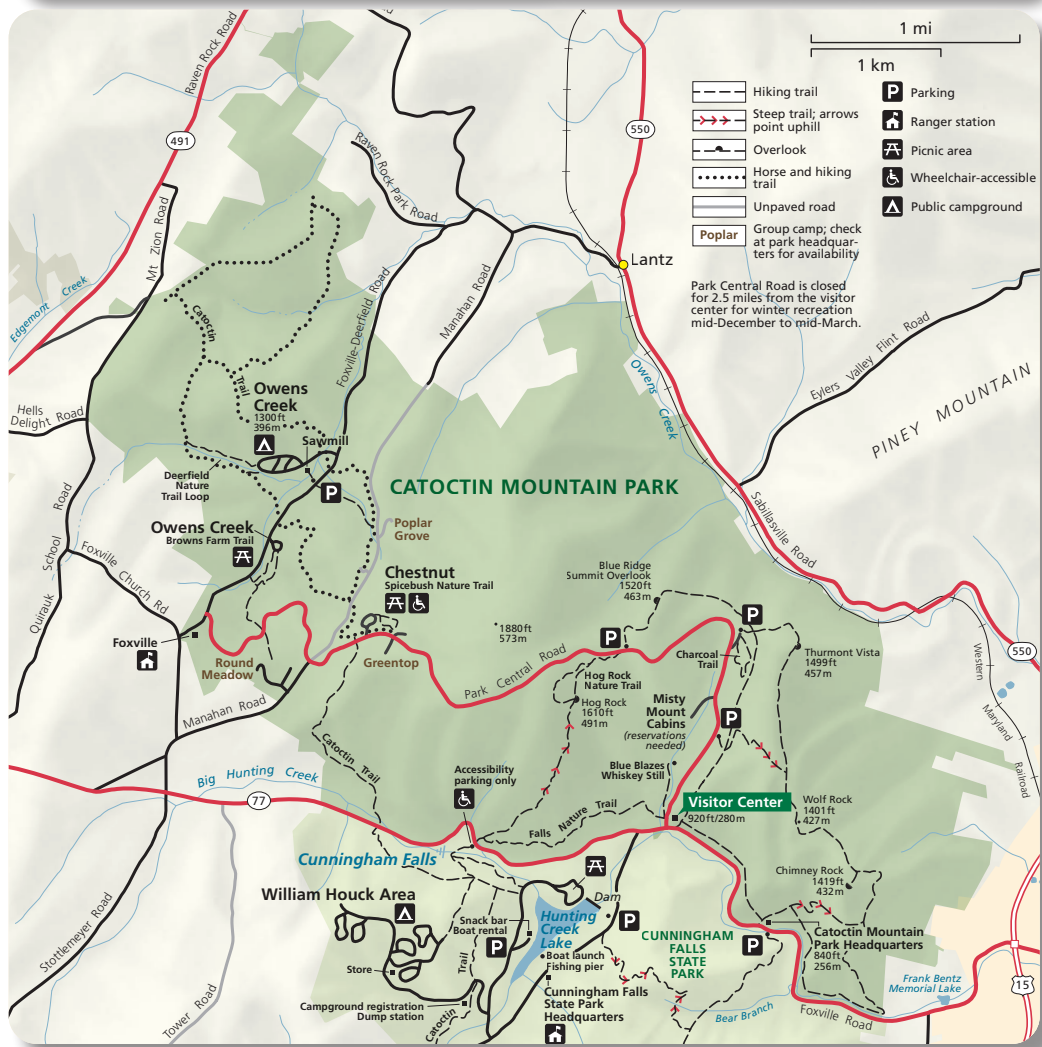 1 mi
1 km
Hiking trail
Steep trail; arrows
point uphill
Overlook
Horse and hiking
trail
Unpaved road
Poplar
Group camp; check
at park headquar-
ters for availability
P
Parking
Ranger station
Picnic area
Wheelchair-accessible
Public campground
Park Central Road is closed
for 2.5 miles from the visitor
center for winter recreation
mid-December to mid-March.
Raven Rock Road
491
550
Raven Rock Park Road
Mt Zion Road
Lantz
Edgemont Creek
Catoctin
Trail
Foxville-Deerfield Road
Manahan Road
Owens Creek
Eylers Valley Flint Road
PINEY MOUNTAIN
Hells
Delight Road
Owens
Creek
1300ft
396m
Sawmill
Deerfield
Nature
Trail Loop
P
CATOCTIN MOUNTAIN PARK
Sabillasville Road
Quirauk School Road
Foxville Church Rd
Owens Creek
Browns Farm Trail
Poplar
Grove
Chestnut
Spicebush Nature Trail
Blue Ridge
Summit Overlook
1520ft
463m
1880ft
573m
P
P
Foxville
Round
Meadow
Greentop
Park Central Road
Charcoal
Trail
Thurmont Vista
1499ft
457m
550
Western Maryland Railroad
Hog Rock
Nature Trail
Hog Rock
1610ft
491m
Misty
Mount
Cabins
(reservations
needed)
P
Manahan Road
Catoctin Trail
Blue Blazes
Whiskey Still
Big Hunting Creek
77
Accessibility
parking only
Visitor Center
920ft/280m
Wolf Rock
1401ft
427m
Falls Nature Trail
Cunningham Falls
Chimney Rock
1419ft
432m
William Houck Area
Dam
Snack bar
Boat rental
P
Hunting
Creek
Lake
P
CUNNINGHAM
FALLS
STATE
PARK
P
Catoctin Mountain
Park Headquarters
840ft
256m
Stottlemeyer Road
Store
Boat launch
Fishing pier
Cunningham Falls
State Park
Headquarters
Campground registration
Dump station
Catoctin Trail
Tower Road
Bear Branch
Foxville Road
Frank Bentz
Memorial Lake
15